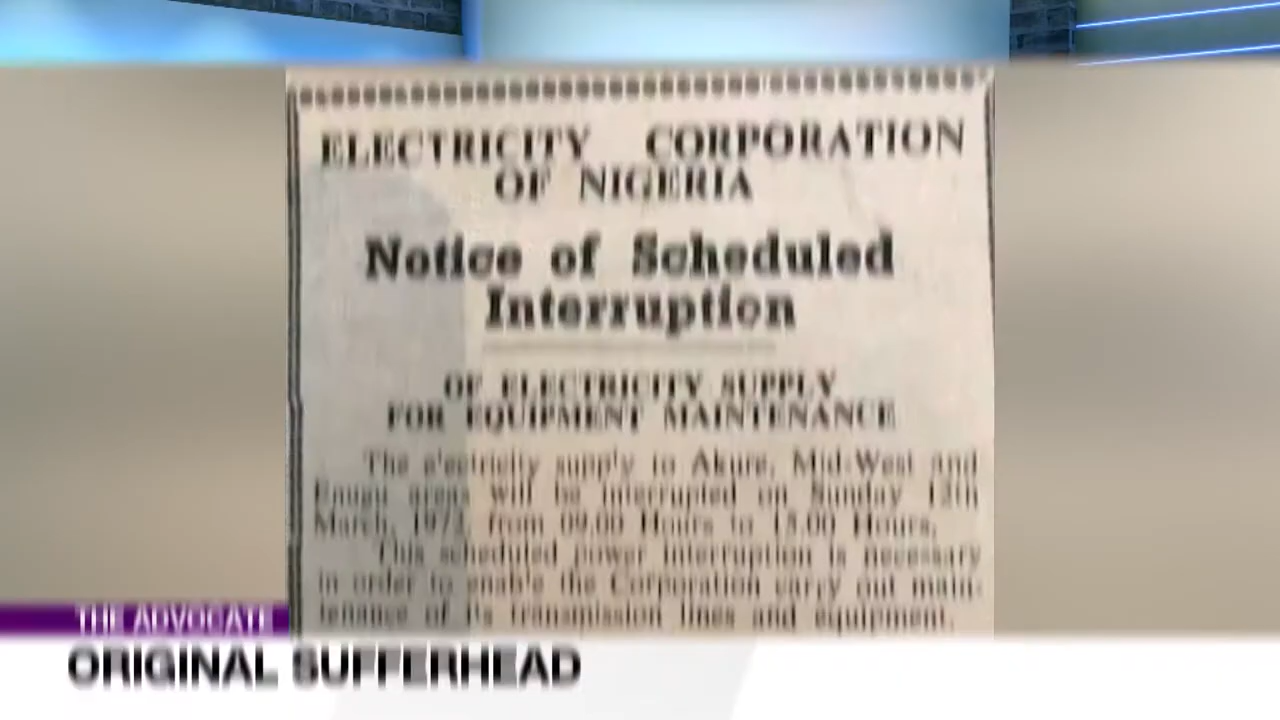 ELECTRICITY CORPORATION
OF NIGERIA
Notice of Scheduled
Interruption
OF ELECTRICITY SUPPLY
FOR EQUIPMENT MAINTENANCE
The electricity supply to Akure, Mid-West and
Enugu areas will be interrupted on Sunday 12th
March, 1972 from 09.00 Hours to 15.00 Hours.
This scheduled power interruption is necessary
in order to enable the Corporation carry out main-
tenance of its transmission lines and equipment.
THE ADVOCATE
ORIGINAL SUFFERHEAD